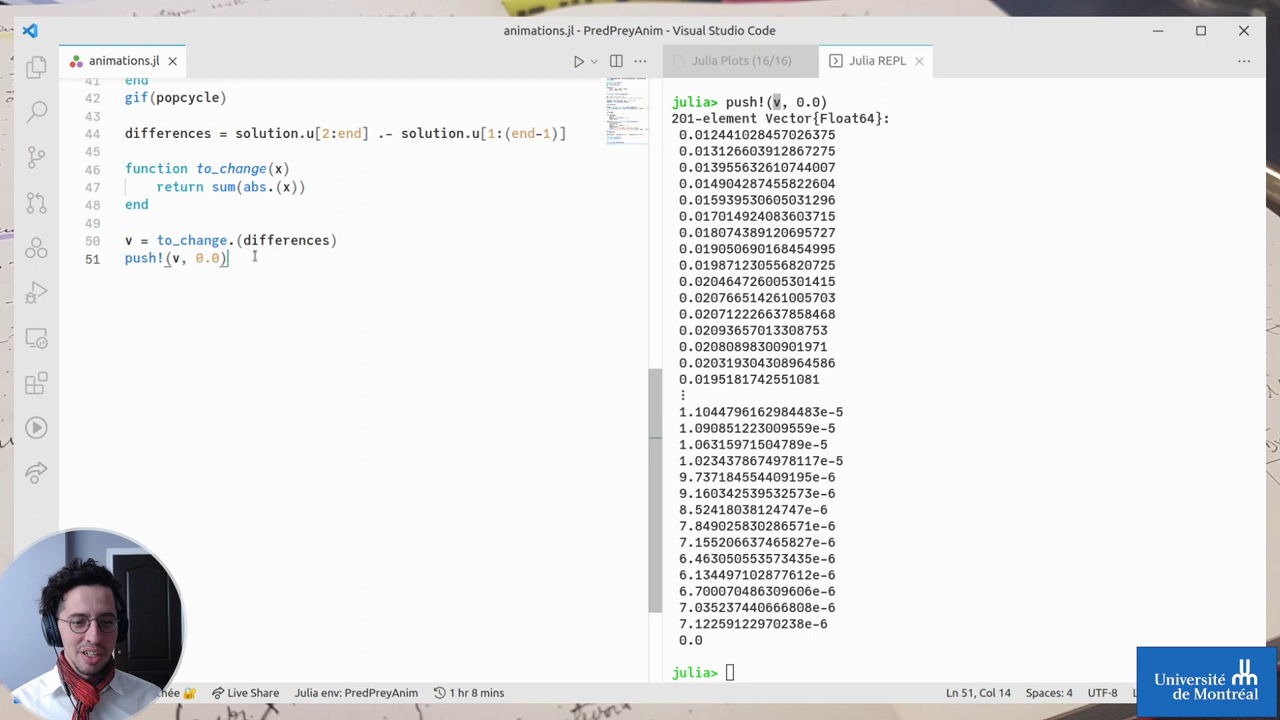 animations.jl - PredPreyAnim - Visual Studio Code
animations.jl
Julia Plots (16/16)
Julia REPL
41 end
42 gif(popcycle)
43
differences = solution.u[2:end] .- solution.u[1:(end-1)]
45
46 function to_change(x)
47 return sum(abs.(x))
48 end
49
50 v = to_change.(differences)
51 push!(v, 0.0)
julia> push!(v, 0.0)
201-element Vector{Float64}:
0.013126603912867275
0.0139556632610744007
0.014904287455822604
0.015939530605031296
0.017014924083603715
0.018074389120695727
0.019050690168454995
0.019871230556820725
0.020464726005301415
0.020766514261005703
0.020712226637858468
0.02093657013308753
0.02080898300901971
0.020319304308964586
0.0195181742551081
⋮
1.1044796162984483e-5
1.090851223009559e-5
1.06315971504789e-5
1.0234378674978117e-5
9.737184554409195e-6
9.160342539532573e-6
8.52418038124747e-6
7.849025830286571e-6
7.155206637465827e-6
6.463050553573435e-6
6.134497102877612e-6
6.700070486309606e-6
7.035237440666808e-6
7.12259122970238e-6
0.0
julia>
Live Share
Julia env: PredPreyAnim
1 hr 8 mins
Ln 51, Col 14
Spaces: 4
UTF-8
Université
de Montréal